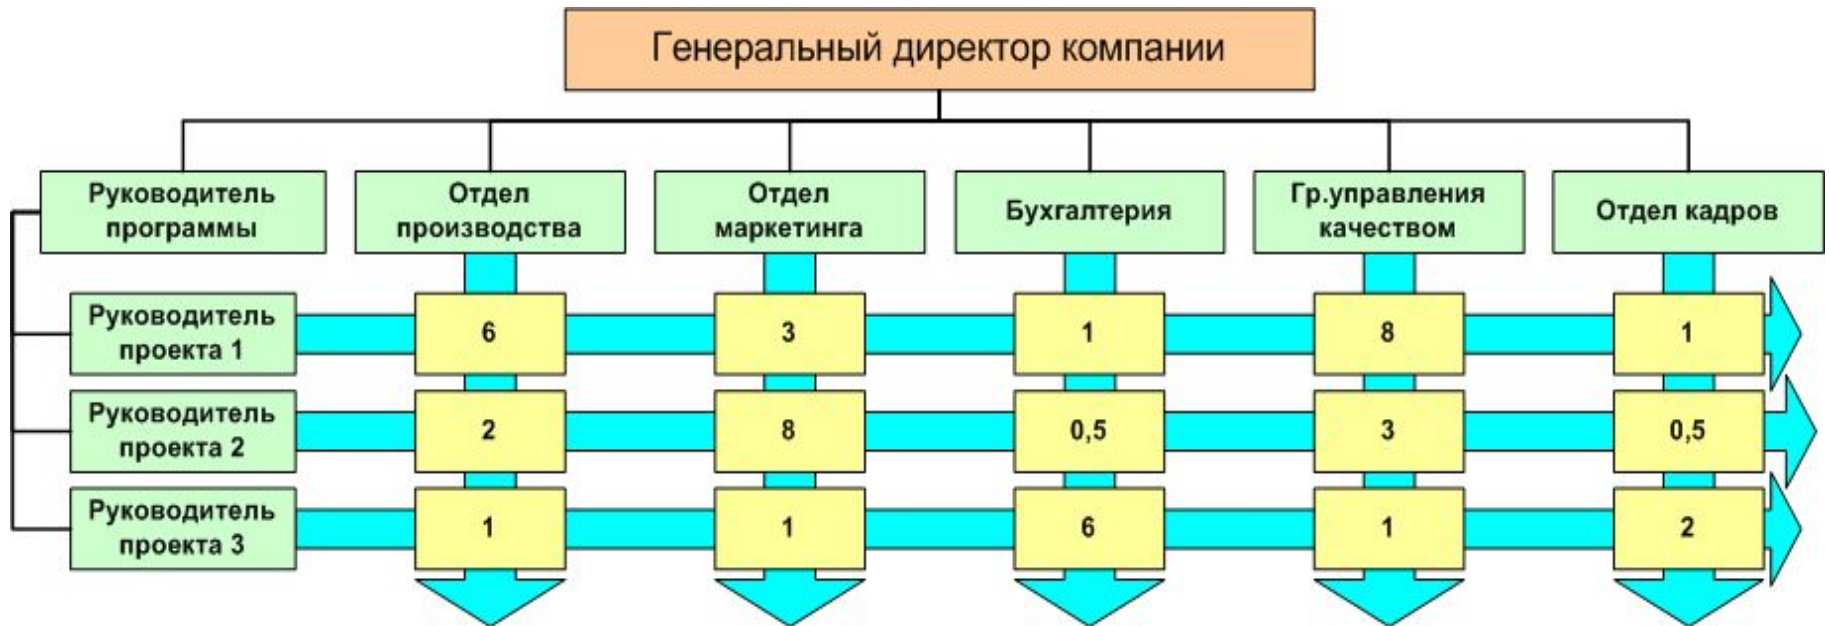 Генеральный директор компании
Руководитель
программы
Отдел
производства
Отдел
маркетинга
Бухгалтерия
Гр.управления
качеством
Отдел кадров
Руководитель
проекта 1
6
3
1
8
1
Руководитель
проекта 2
2
8
0,5
3
0,5
Руководитель
проекта 3
1
1
6
1
2